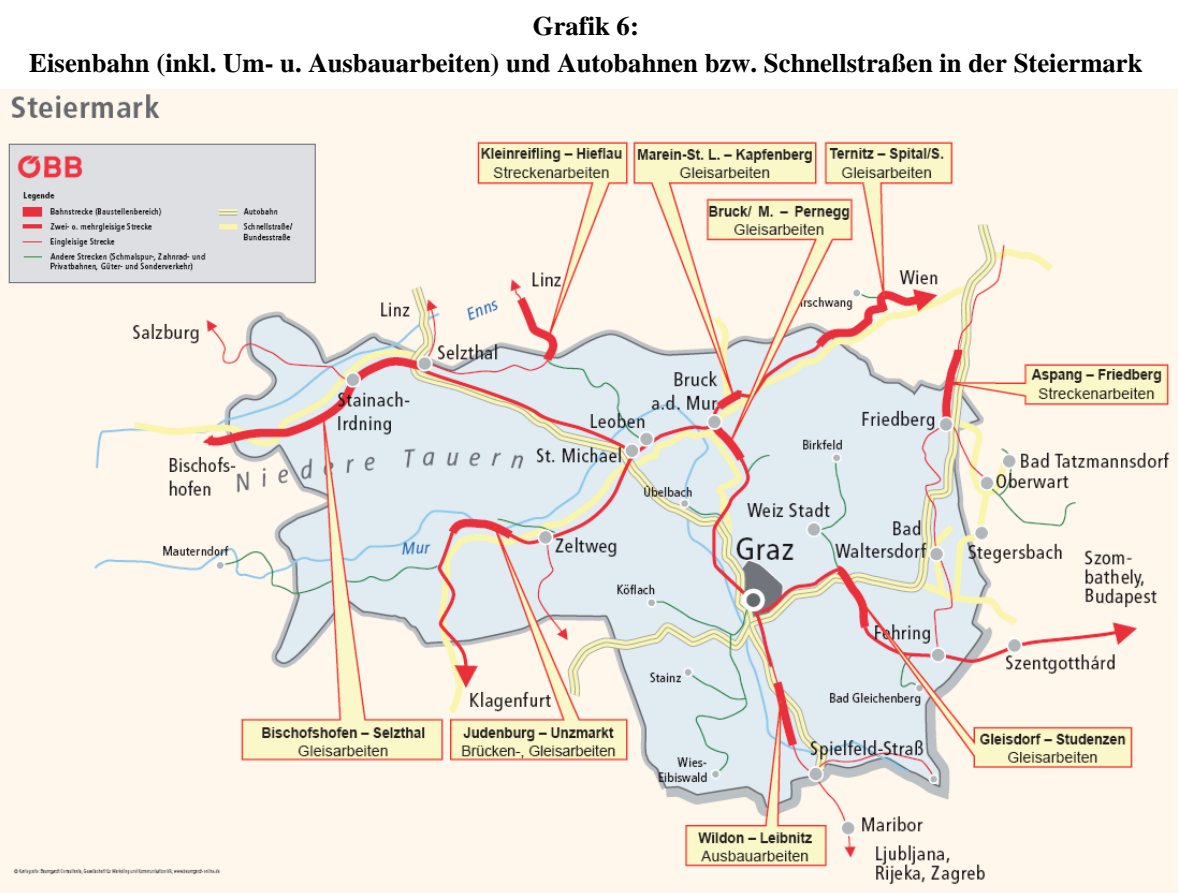 Grafik 6:
Eisenbahn (inkl. Um- u. Ausbauarbeiten) und Autobahnen bzw. Schnellstraßen in der Steiermark
Steiermark
ÖBB
Legende
Bahnstrecke (Baustellenbereich)
Zwei- o. mehrgleisige Strecke
Eingleisige Strecke
Andere Strecken (Schmalspur-, Zahnrad- und
Privatbahnen, Güter- und Sonderverkehr)
Autobahn
Schnellstraße/
Bundesstraße
Kleinreifling – Hieflau
Streckenarbeiten
Marein-St. L. – Kapfenberg
Gleisarbeiten
Ternitz – Spital/S.
Gleisarbeiten
Bruck/ M. – Pernegg
Gleisarbeiten
Linz
Wien
irschwang
Linz
Enns
Salzburg
Selzthal
Aspang – Friedberg
Streckenarbeiten
Bruck
a.d. Mur
Stainach-
Irdning
Leoben
Friedberg
St. Michael
Birkfeld
Bischofs-
hofen
Niedere Tauern
Bad Tatzmannsdorf
Oberwart
Übelbach
Weiz Stadt
Bad
Waltersdorf
Stegersbach
Mauterndorf
Mur
Zeltweg
Graz
Szom-
bathely,
Budapest
Köflach
Fehring
Szentgotthárd
Stainz
Bad Gleichenberg
Klagenfurt
Bischofshofen – Selzthal
Gleisarbeiten
Judenburg – Unzmarkt
Brücken-, Gleisarbeiten
Gleisdorf – Studenzen
Gleisarbeiten
Spielfeld-Straß
Wies-
Eibiswald
Wildon – Leibnitz
Ausbauarbeiten
Maribor
Ljubljana,
Rijeka, Zagreb